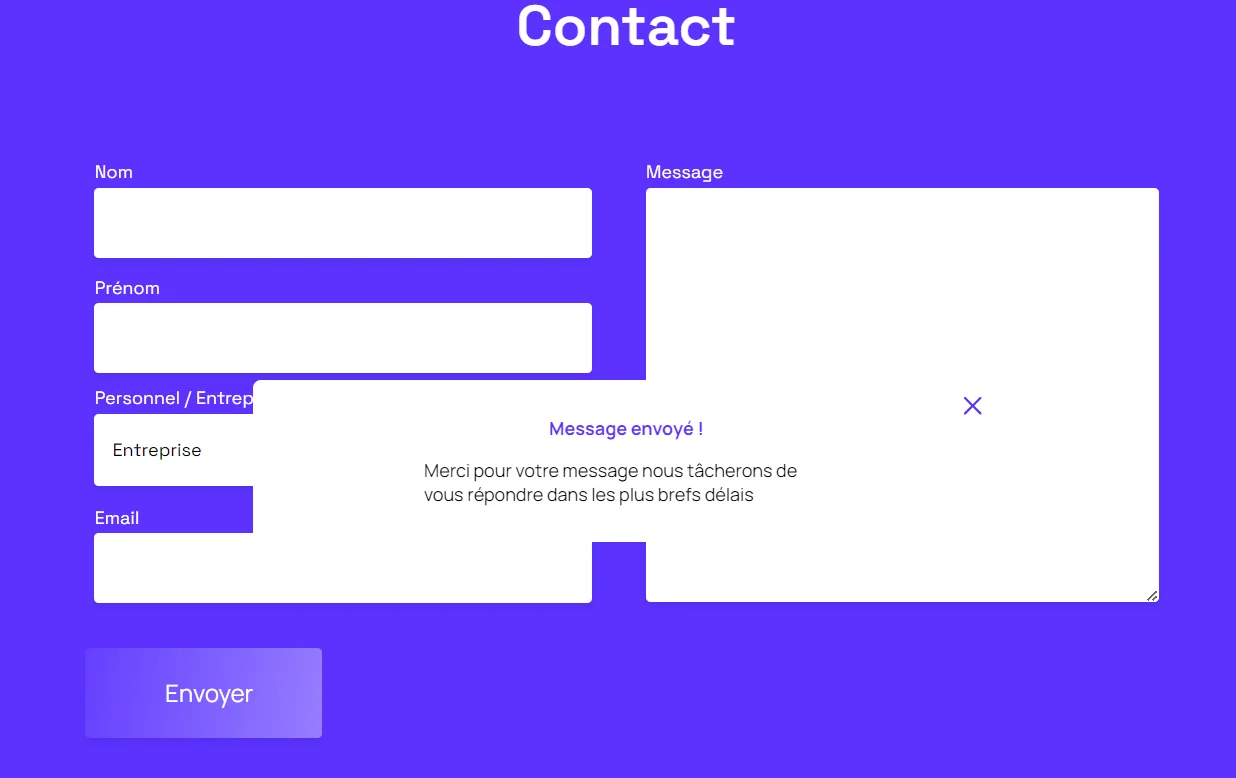 Contact
Nom
Prénom
Personnel / Entrep
Entreprise
Email
Message
Message envoyé !
Merci pour votre message nous tâcherons de
vous répondre dans les plus brefs délais
Envoyer